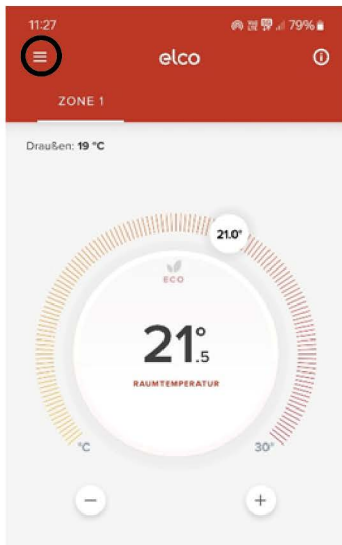 11:27
79%
elco
ZONE 1
Draußen: 19 °C
21.0°
ECO
21°.5
RAUMTEMPERATUR
°C
30°